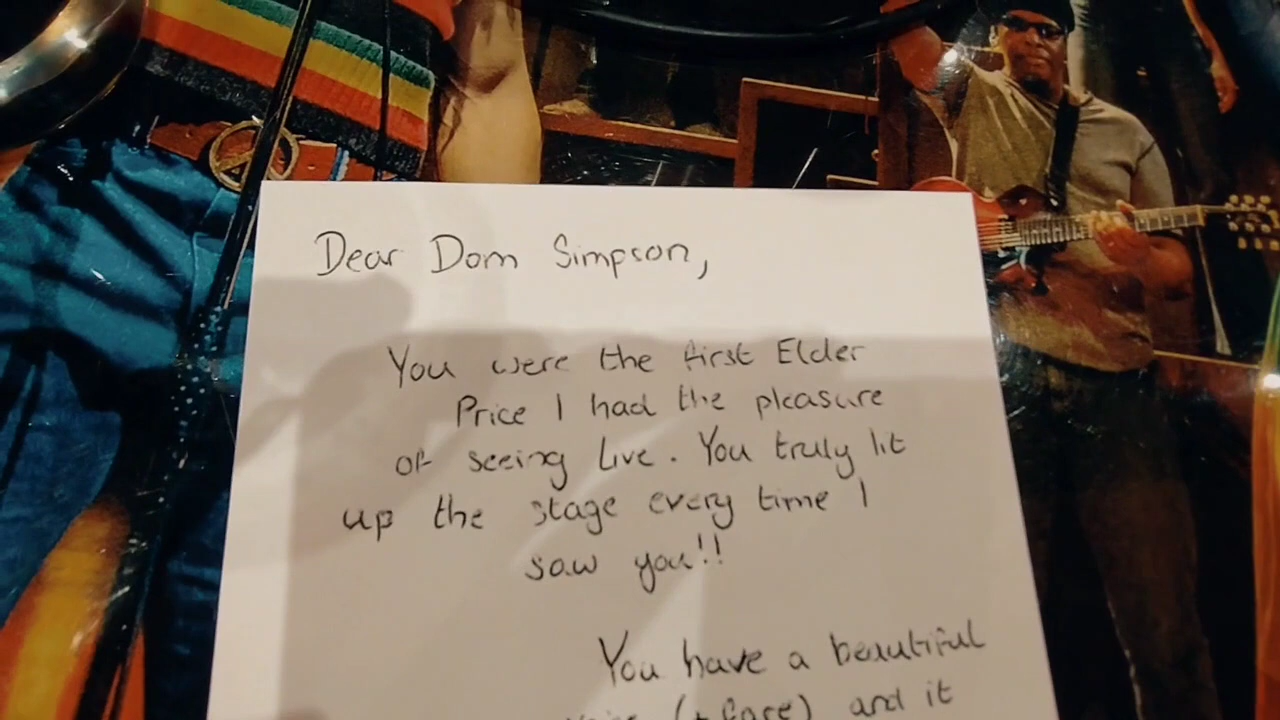 Dear Dom Simpson,
You were the first Elder
Price I had the pleasure
of seeing live. You truly lit
up the stage every time I
saw you!!
You have a beautiful
(+ face) and it